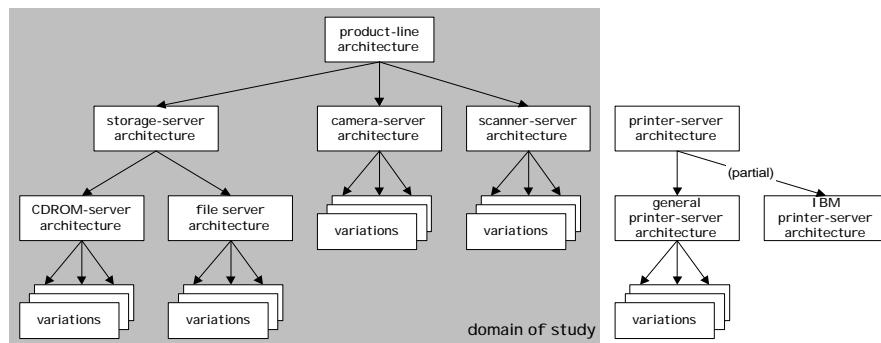 product-line
architecture
storage-server
architecture
camera-server
architecture
scanner-server
architecture
printer-server
architecture
(partial)
CDROM-server
architecture
file server
architecture
variations
variations
general
printer-server
architecture
IBM
printer-server
architecture
variations
variations
variations
domain of study